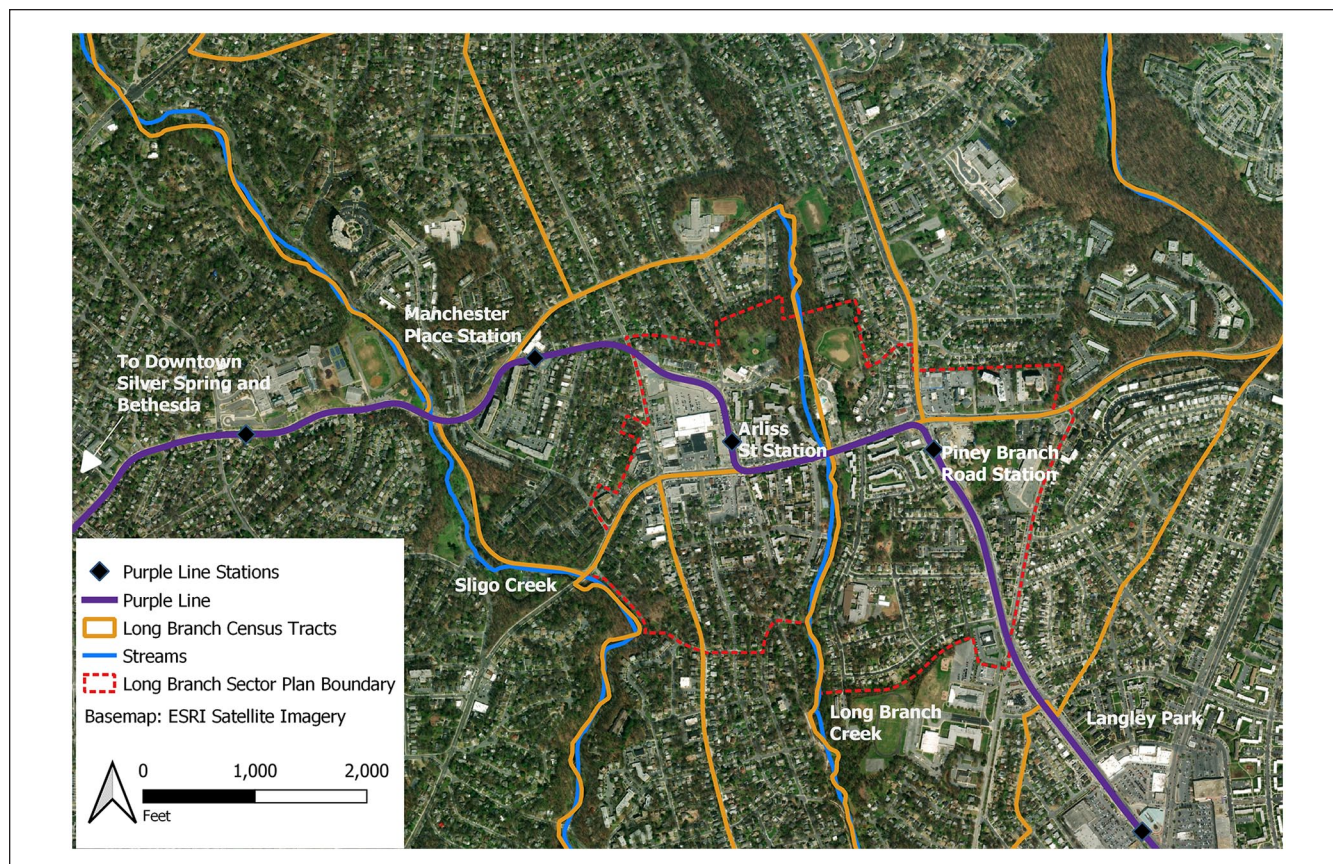 Manchester
Place Station
To Downtown
Silver Spring and
Bethesda
Arliss
St Station
Piney Branch
Road Station
Sligo Creek
Long Branch
Creek
Langley Park
Purple Line Stations
Purple Line
Long Branch Census Tracts
Streams
Long Branch Sector Plan Boundary
Basemap: ESRI Satellite Imagery
0 1,000 2,000
Feet